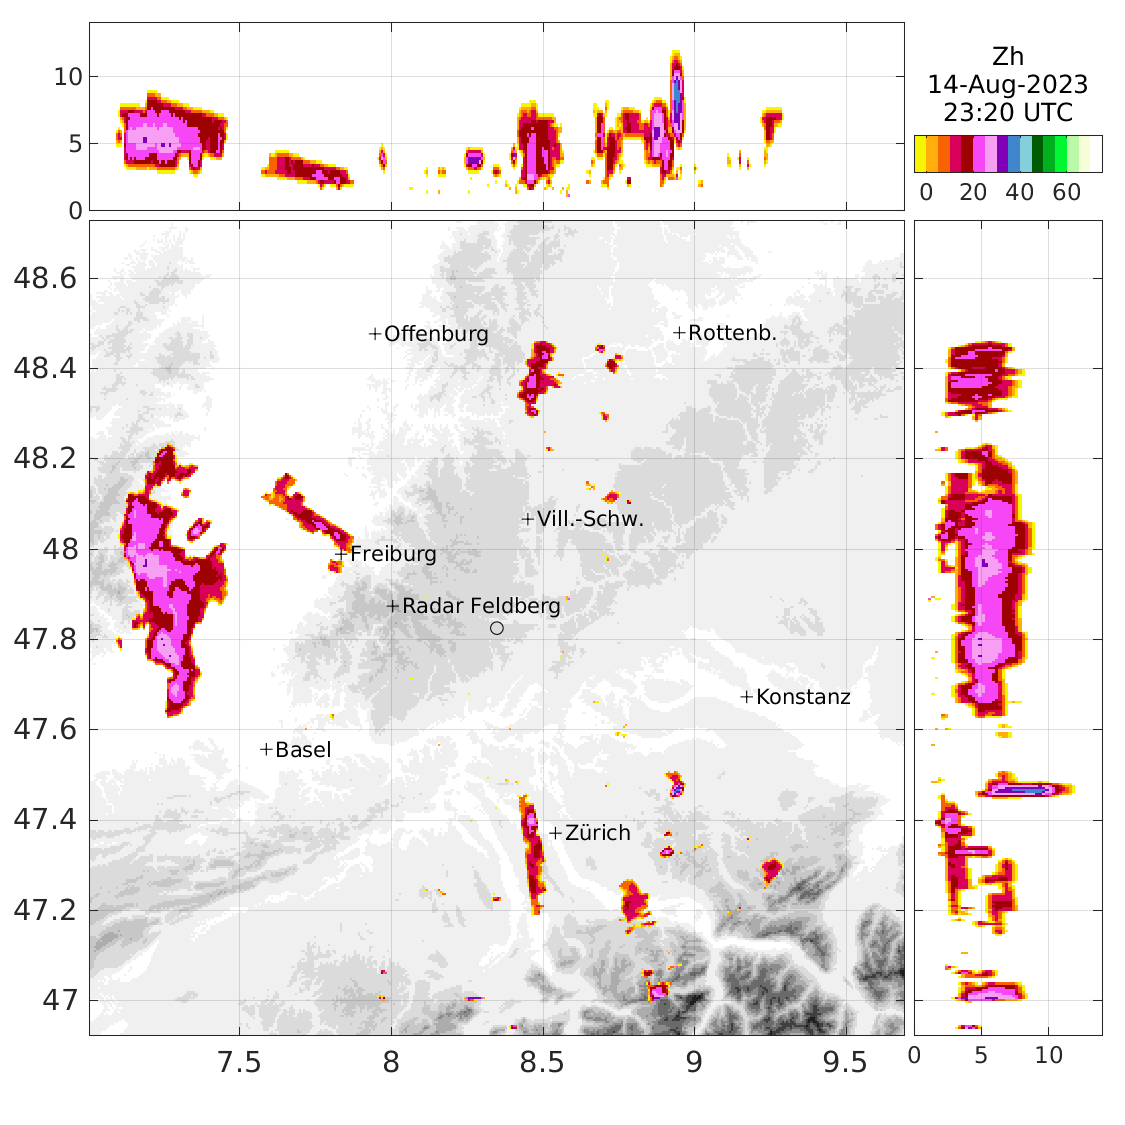 10
5
0
Zh
14-Aug-2023
23:20 UTC
0 20 40 60
48.6
48.4
48.2
48
47.8
47.6
47.4
47.2
47
+Offenburg
+Rottenb.
+Vill.-Schw.
+Freiburg
+Radar Feldberg
+Konstanz
+Basel
+Zürich
7.5 8 8.5 9 9.5
0 5 10